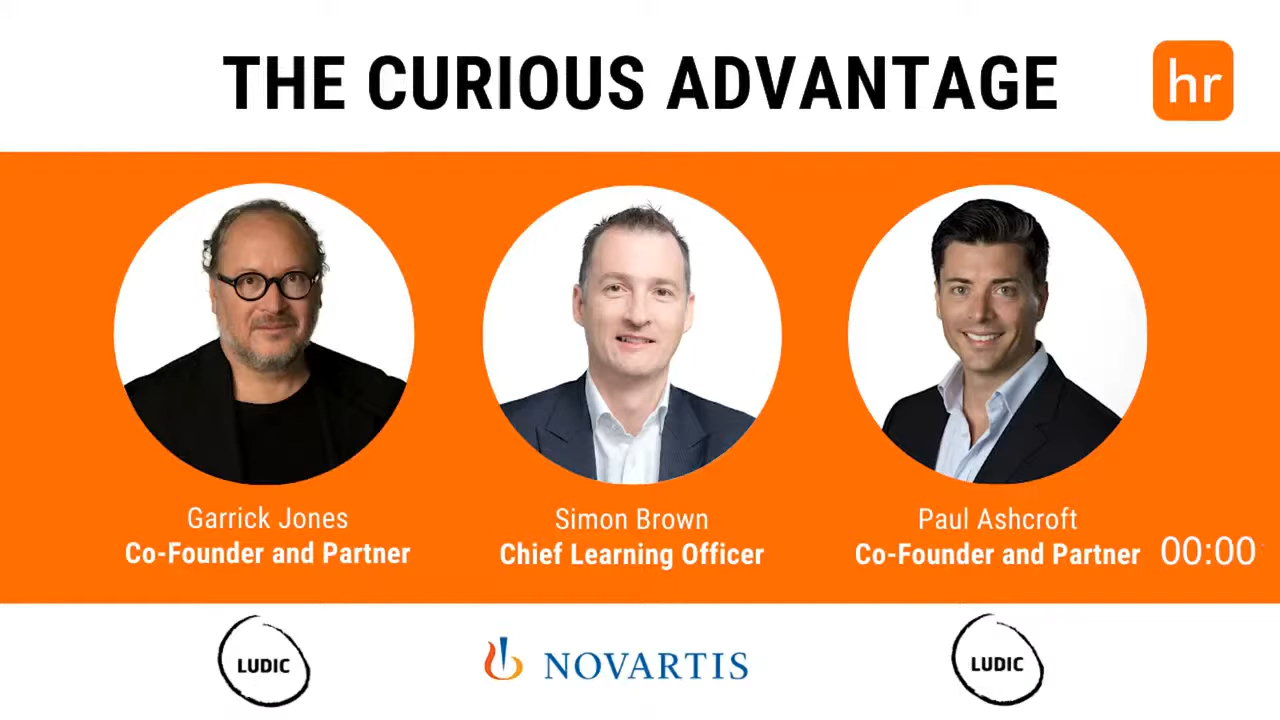 THE CURIOUS ADVANTAGE
hr
Garrick Jones
Co-Founder and Partner
Simon Brown
Chief Learning Officer
Paul Ashcroft
Co-Founder and Partner
00:00
LUDIC
NOVARTIS
LUDIC